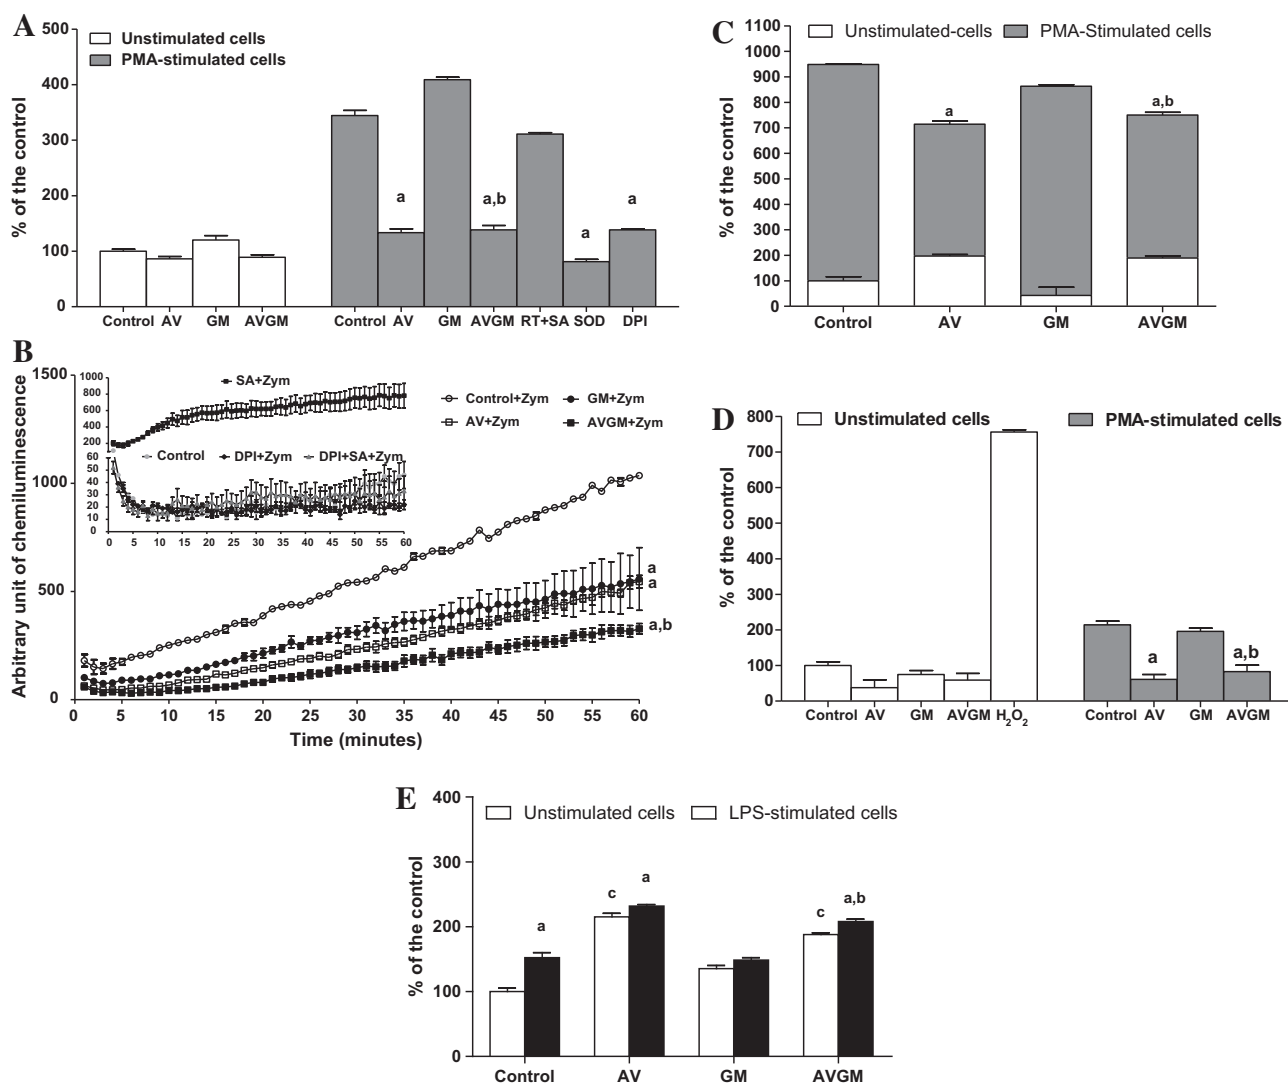 A
% of the control
500
400
300
200
100
0
Unstimulated cells
PMA-stimulated cells
a
a,b
a
a
Control AV GM AVGM Control AV GM AVGM RT+SA SOD DPI
B
Arbitrary unit of chemiluminescence
1500
1000
500
0
1000
800
600
400
200
SA+Zym
60
50
40
30
20
10
0
Control DPI+Zym DPI+SA+Zym
0 5 10 15 20 25 30 35 40 45 50 55 60
Control+Zym GM+Zym
AV+Zym AVGM+Zym
a
a
a,b
0 5 10 15 20 25 30 35 40 45 50 55 60
Time (minutes)
C
% of the control
1100
1000
900
800
700
600
500
400
300
200
100
0
Unstimulated-cells PMA-Stimulated cells
a
a,b
Control AV GM AVGM
D
% of the control
800
700
600
500
400
300
200
100
0
Unstimulated cells PMA-stimulated cells
a
a,b
Control AV GM AVGM H₂O₂ Control AV GM AVGM
E
% of the control
400
300
200
100
0
Unstimulated cells LPS-stimulated cells
a
c
a
c
a,b
Control AV GM AVGM